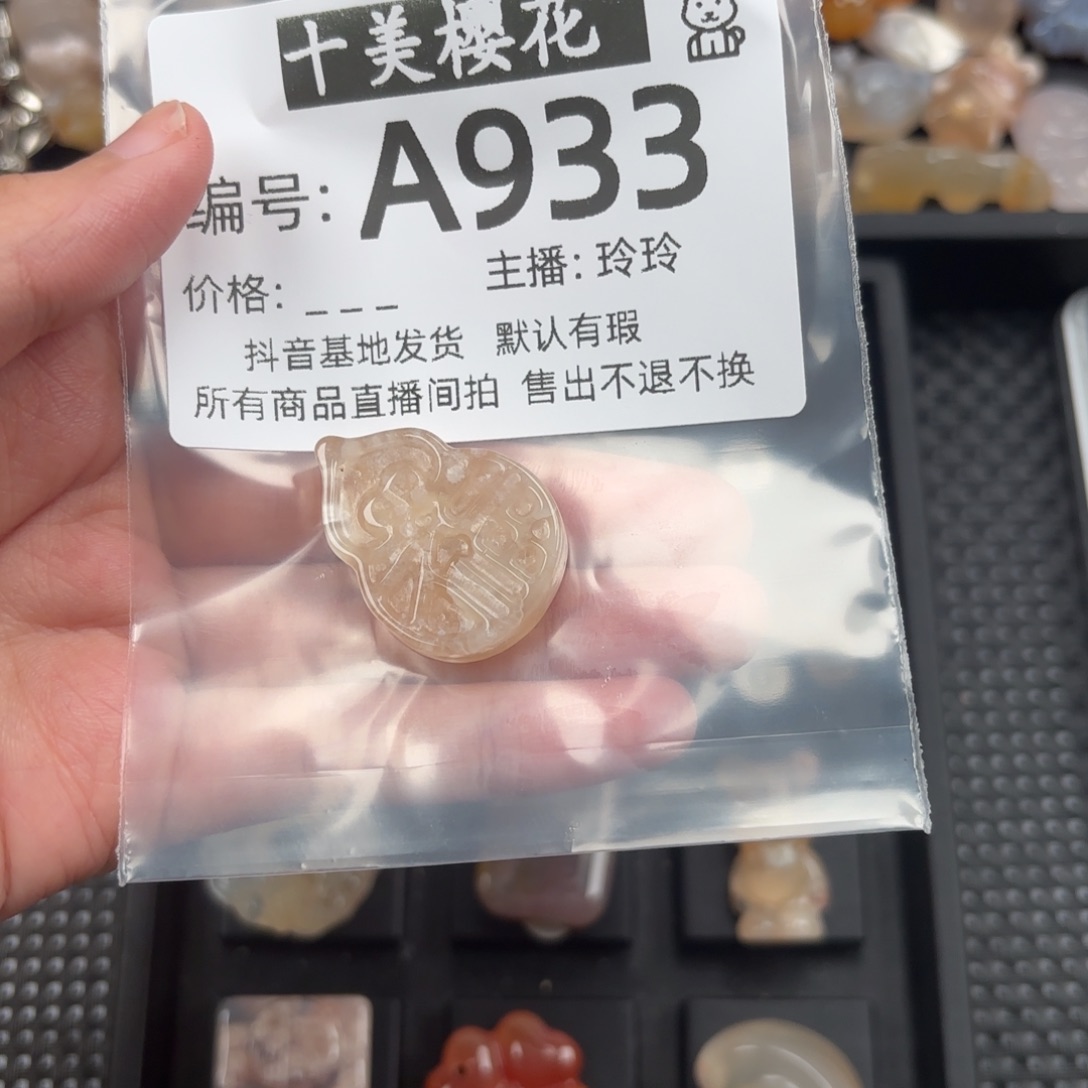 十美樱花
编号：A933
价格：_ _ _ 主播：玲玲
抖音基地发货 默认有瑕
所有商品直播间拍 售出不退不换